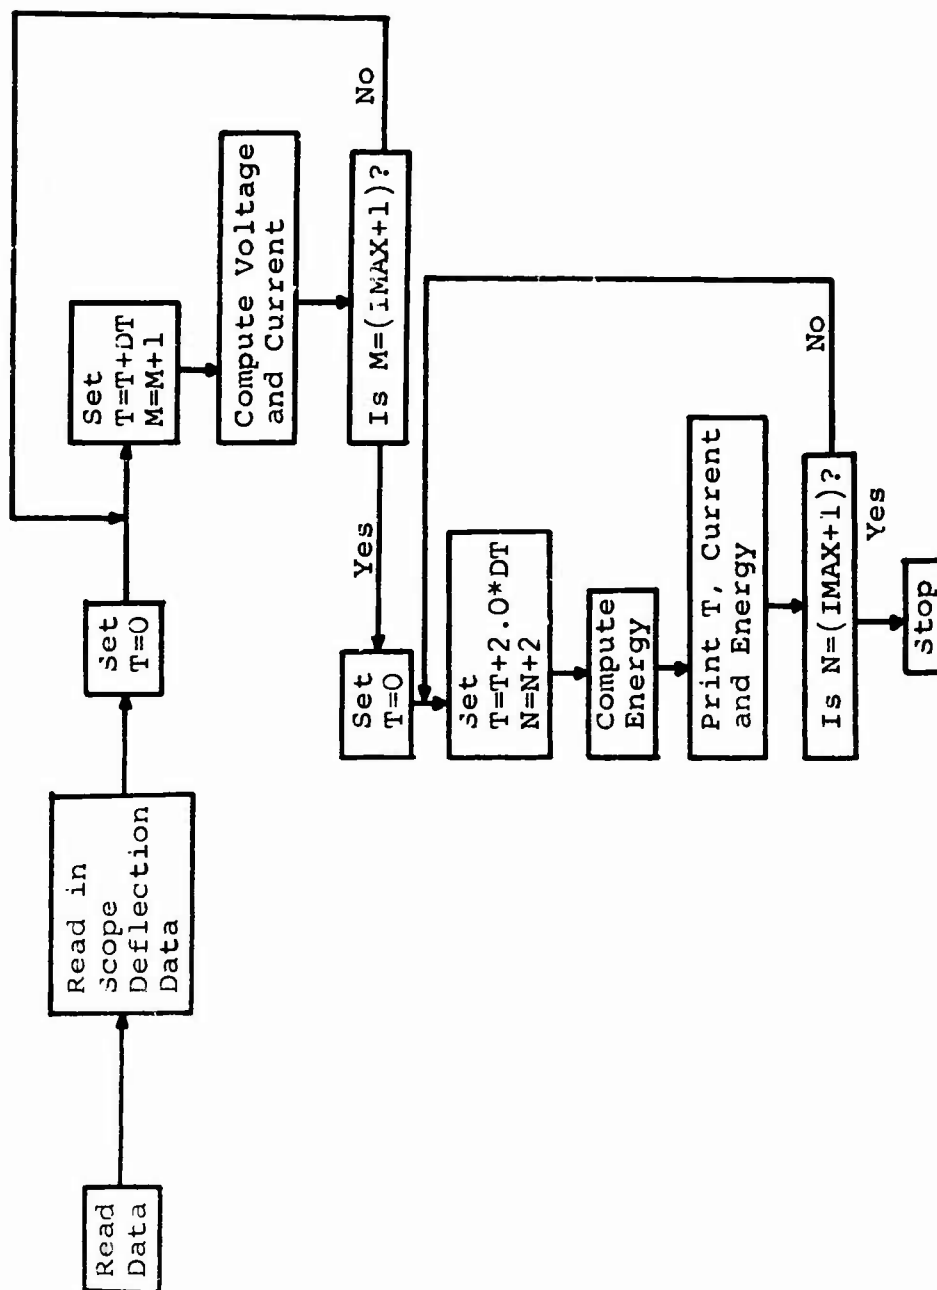 Read
Data
Read in
Scope
Deflection
Data
Set
T=0
Set
T=T+DT
M=M+1
Compute Voltage
and Current
Is M=(IMAX+1)?
No
Yes
Set
T=0
Set
T=T+2.0*DT
N=N+2
Compute
Energy
Print T, Current
and Energy
Is N=(IMAX+1)?
No
Yes
Stop